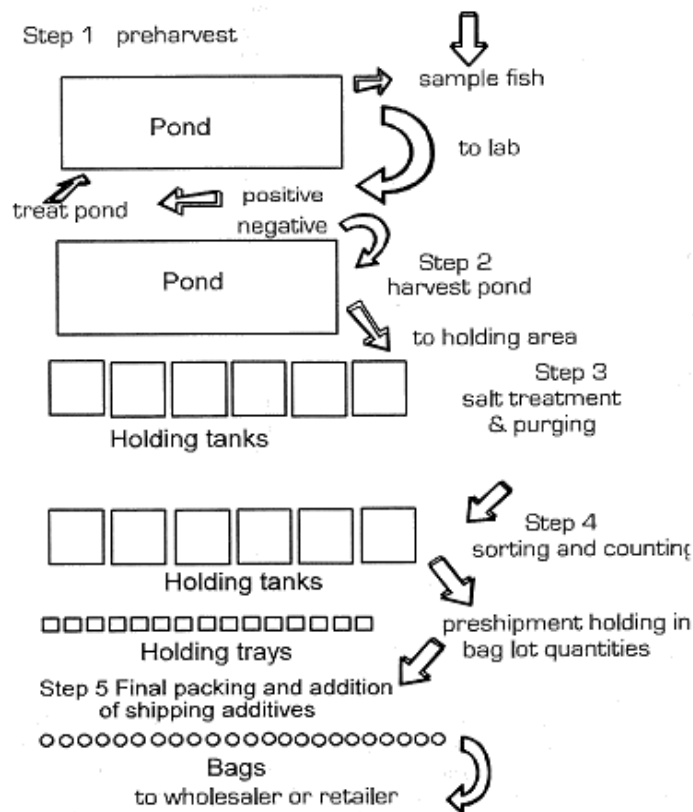 Step 1 preharvest
sample fish
Pond
to lab
positive
treat pond
negative
Step 2
harvest pond
Pond
to holding area
Step 3
salt treatment
& purging
Holding tanks
Step 4
sorting and counting
Holding tanks
preshipment holding in
bag lot quantities
Holding trays
Step 5 Final packing and addition
of shipping additives
Bags
to wholesaler or retailer